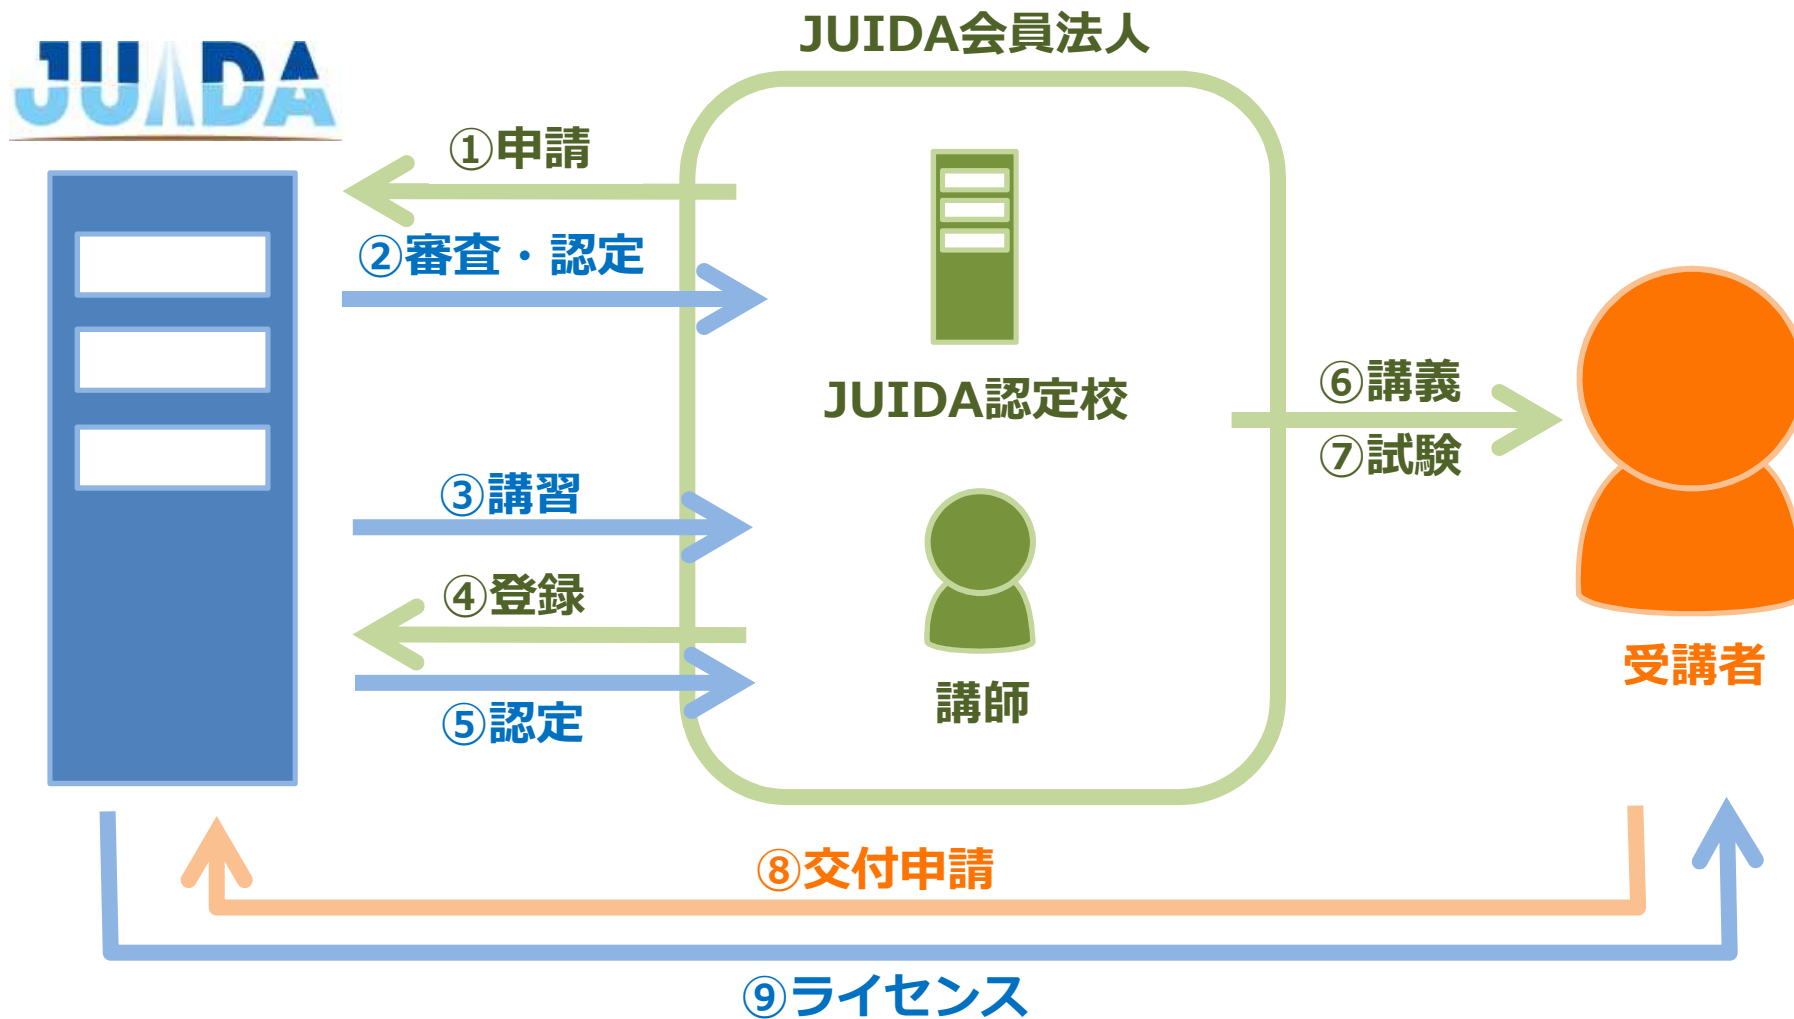 JUIDA会員法人
JUIDA
①申請
②審査・認定
JUIDA認定校
⑥講義
⑦試験
③講習
④登録
⑤認定
講師
受講者
⑧交付申請
⑨ライセンス